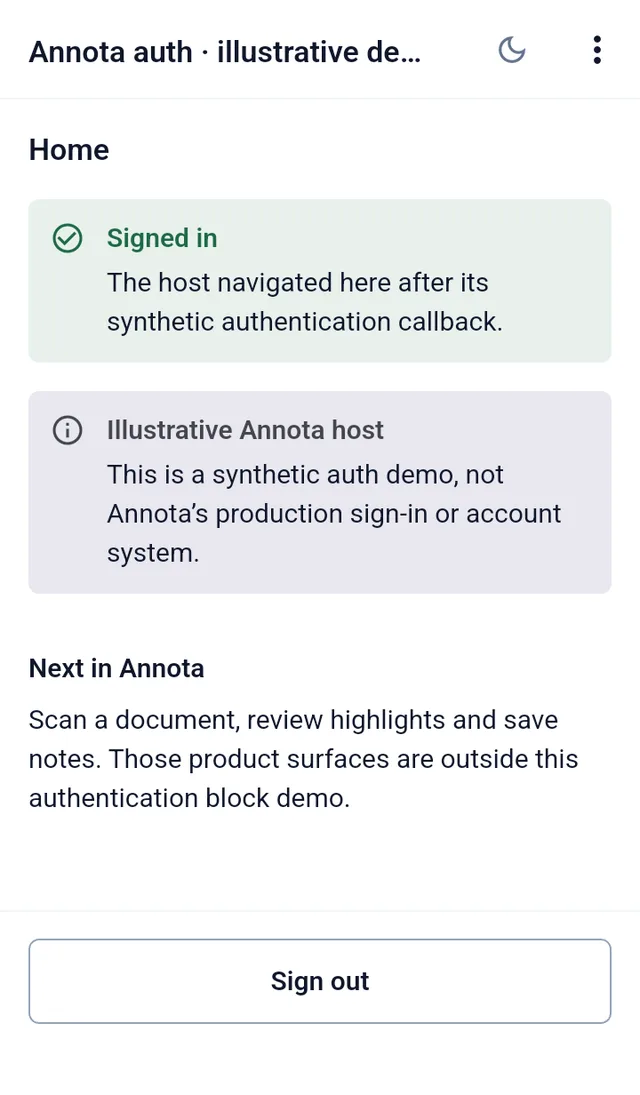 Annota auth · illustrative de…
Home
Signed in
The host navigated here after its
synthetic authentication callback.
Illustrative Annota host
This is a synthetic auth demo, not
Annota’s production sign-in or account
system.
Next in Annota
Scan a document, review highlights and save
notes. Those product surfaces are outside this
authentication block demo.
Sign out